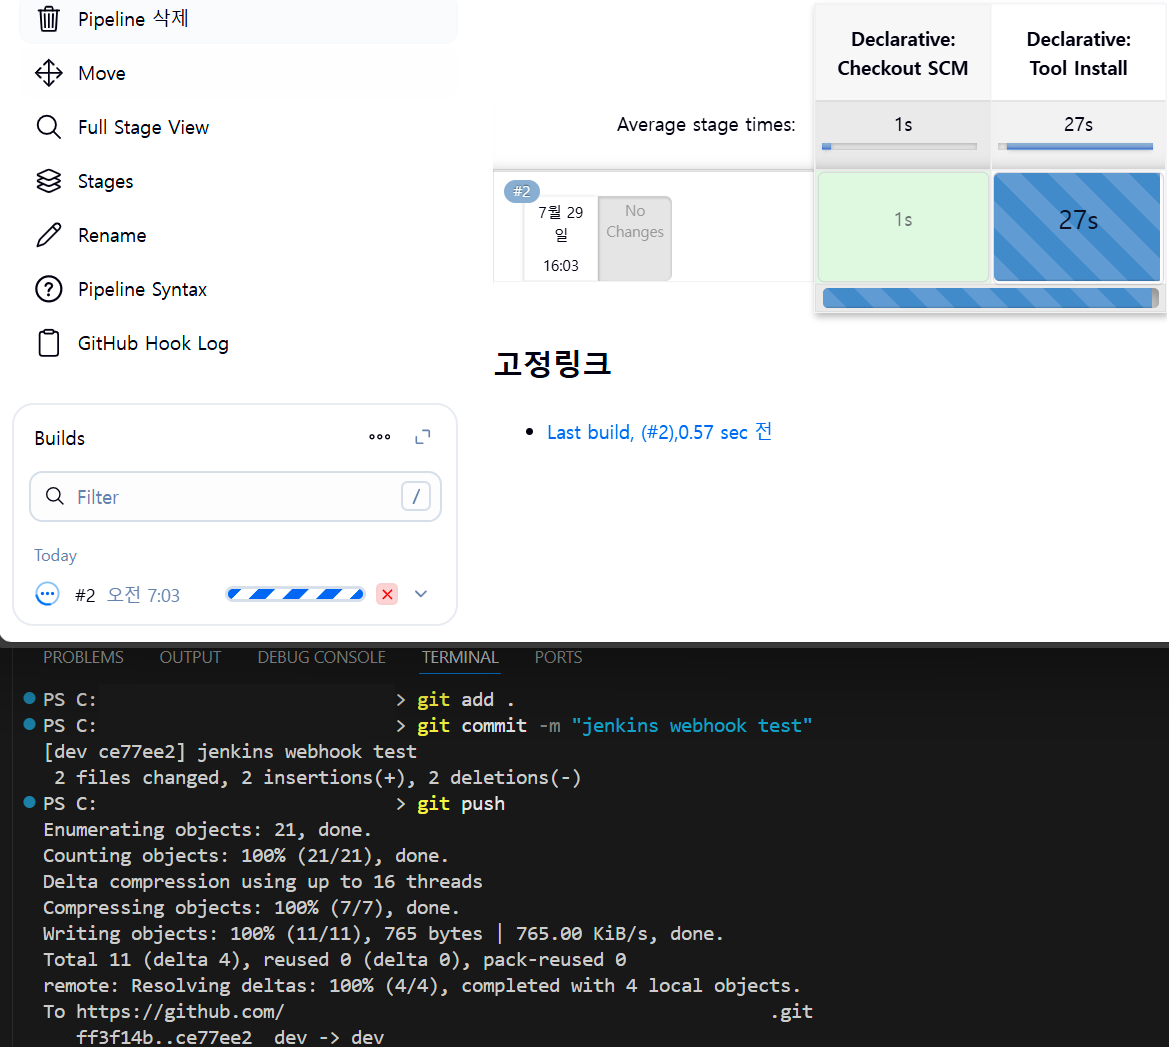 Pipeline 삭제
Move
Full Stage View
Stages
Rename
Pipeline Syntax
GitHub Hook Log
Builds
Filter
/
Today
#2 오전 7:03
Declarative:
Checkout SCM
Declarative:
Tool Install
Average stage times:
1s
27s
#2
7월 29
일
16:03
No
Changes
1s
27s
고정링크
Last build, (#2),0.57 sec 전
PROBLEMS OUTPUT DEBUG CONSOLE TERMINAL PORTS
PS C: > git add .
PS C: > git commit -m "jenkins webhook test"
[dev ce77ee2] jenkins webhook test
2 files changed, 2 insertions(+), 2 deletions(-)
PS C: > git push
Enumerating objects: 21, done.
Counting objects: 100% (21/21), done.
Delta compression using up to 16 threads
Compressing objects: 100% (7/7), done.
Writing objects: 100% (11/11), 765 bytes | 765.00 KiB/s, done.
Total 11 (delta 4), reused 0 (delta 0), pack-reused 0
remote: Resolving deltas: 100% (4/4), completed with 4 local objects.
To https://github.com/ .git
ff3f14b..ce77ee2 dev -> dev